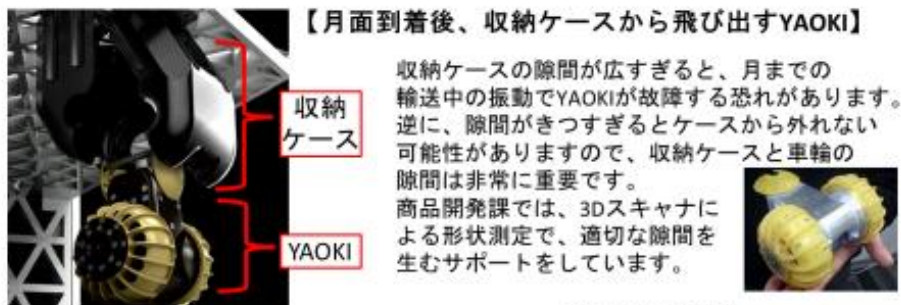 【月面到着後、収納ケースから飛び出すYAOKI】
収納ケースの隙間が広すぎると、月までの
輸送中の振動でYAOKIが故障する恐れがあります。
逆に、隙間がきつすぎるとケースから外れない
可能性がありますので、収納ケースと車輪の
隙間は非常に重要です。
商品開発課では、3Dスキャナに
よる形状測定で、適切な隙間を
生むサポートをしています。
収納
ケース
YAOKI